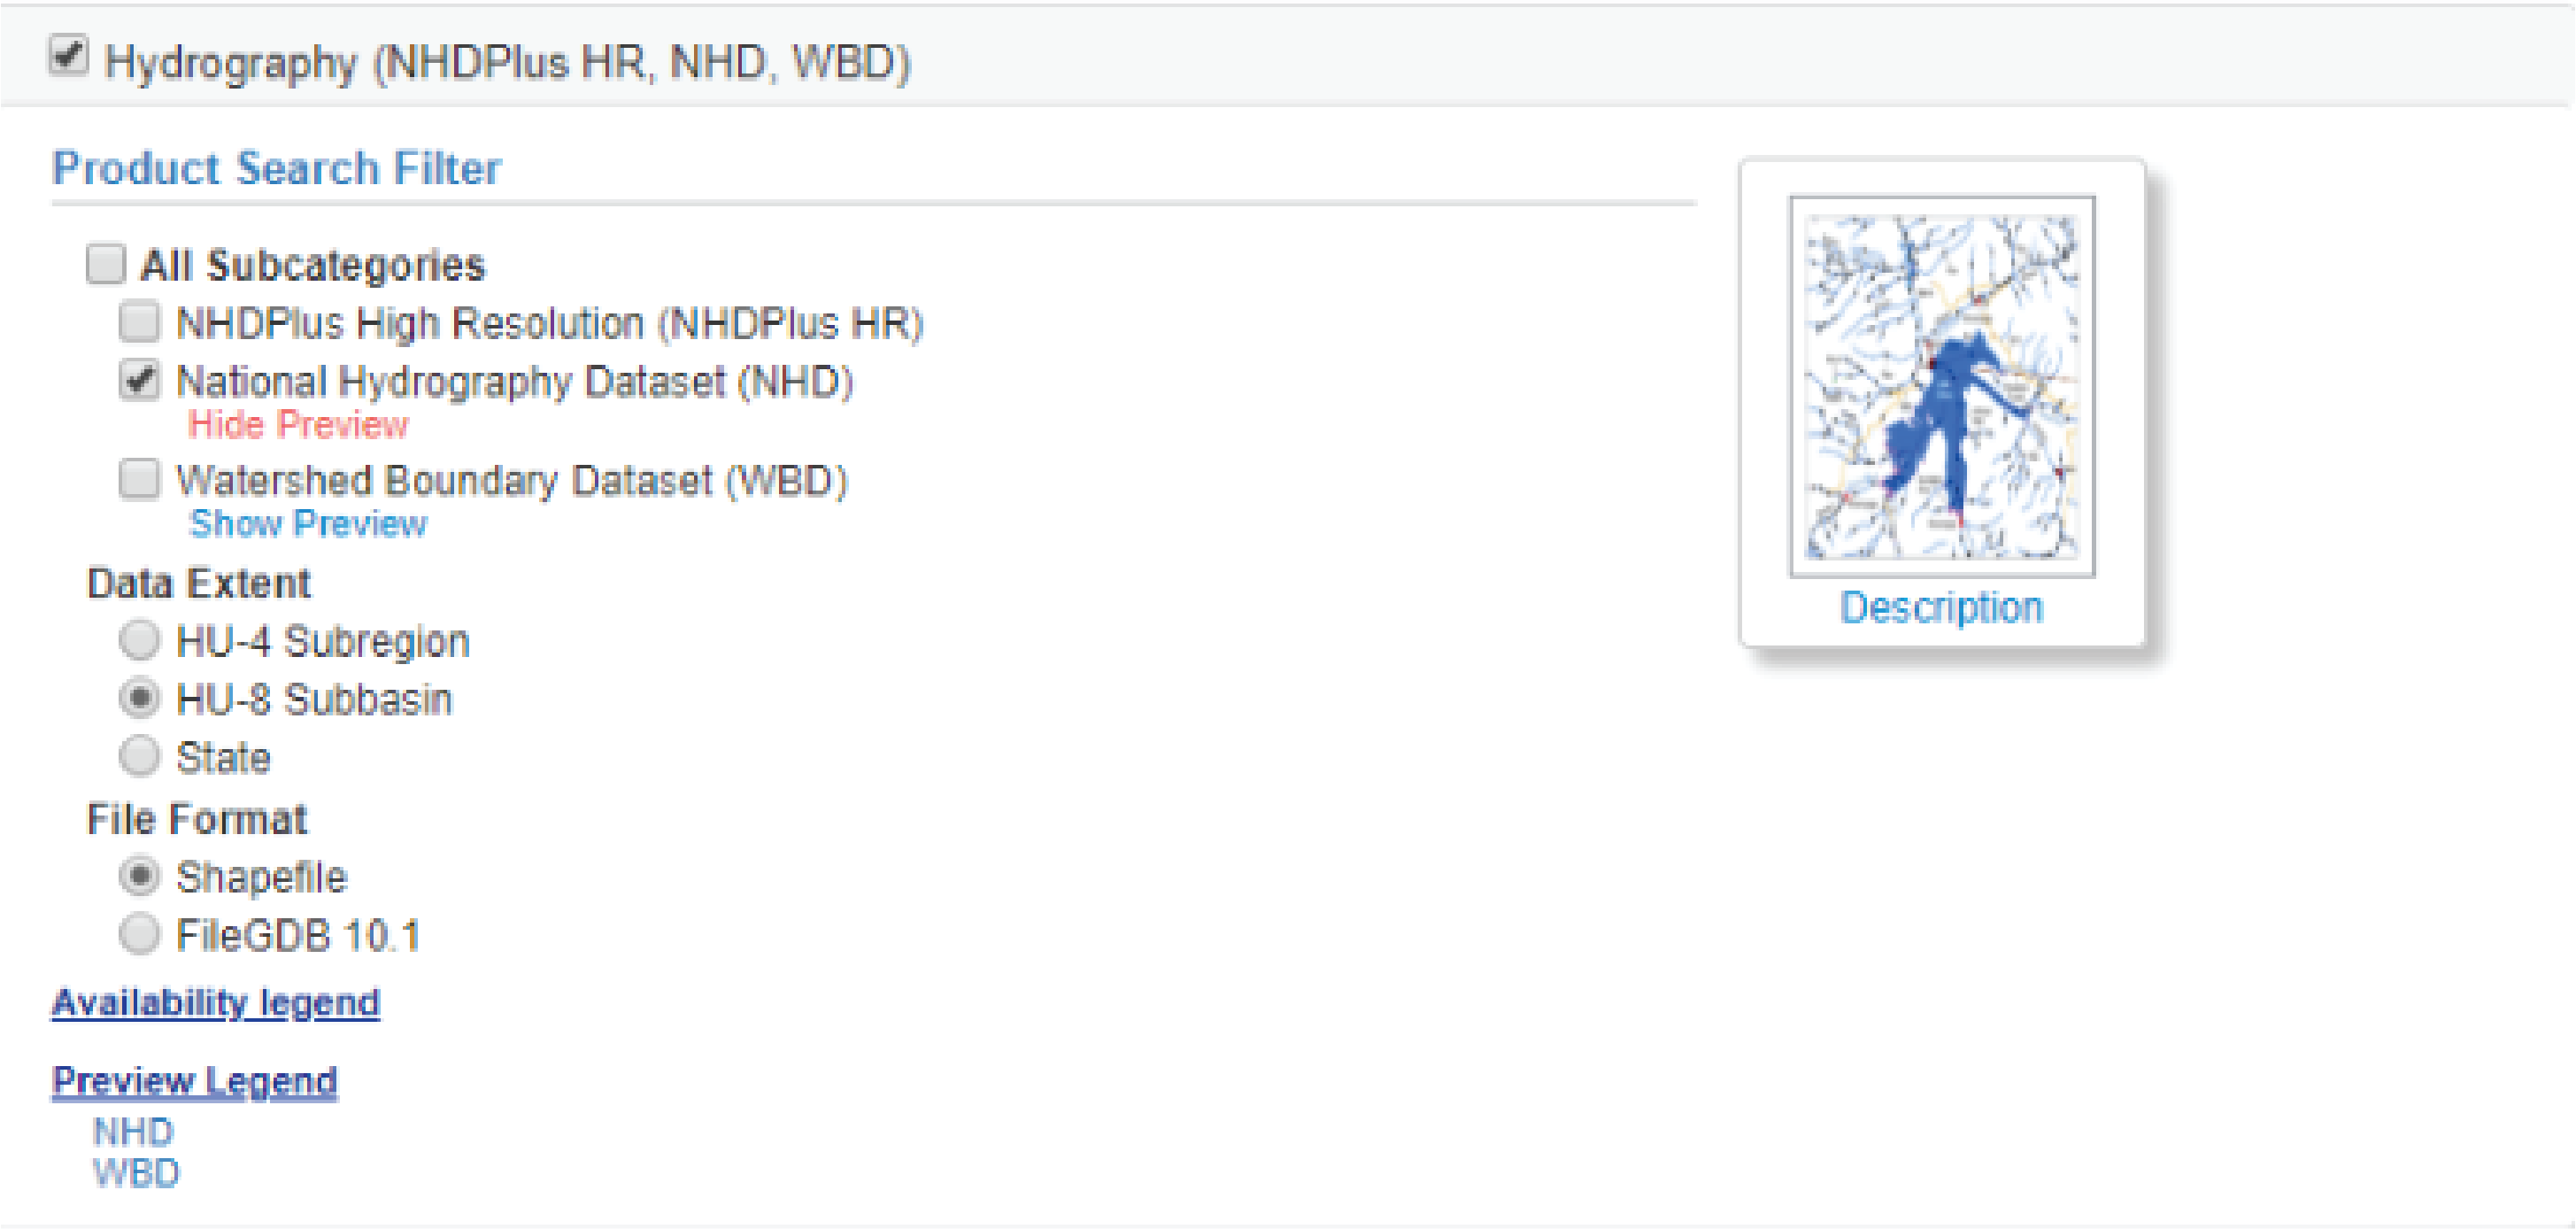 Hydrography (NHDPlus HR, NHD, WBD)
Product Search Filter
All Subcategories
NHDPlus High Resolution (NHDPlus HR)
National Hydrography Dataset (NHD)
Hide Preview
Watershed Boundary Dataset (WBD)
Show Preview
Data Extent
HU-4 Subregion
HU-8 Subbasin
State
File Format
Shapefile
FileGDB 10.1
Availability legend
Preview Legend
NHD
WBD
Description